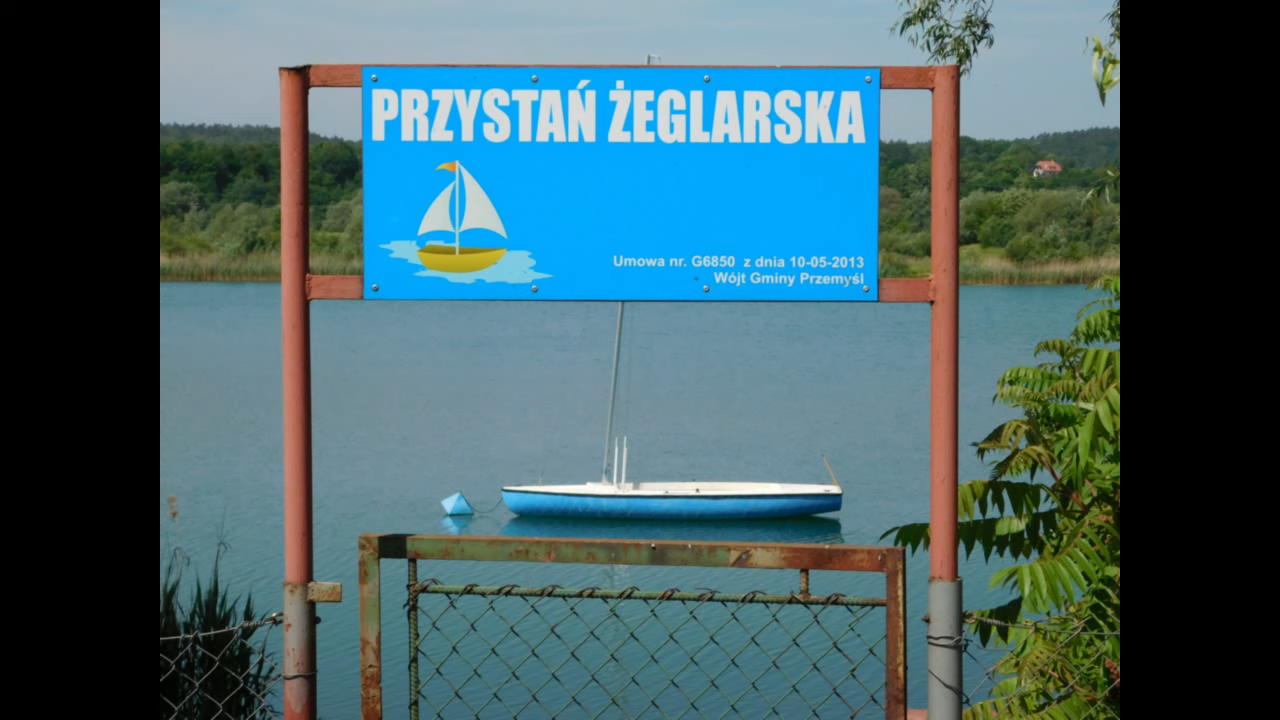 PRZYSTAŃ ŻEGLARSKA
Umowa nr. G6850 z dnia 10-05-2013
Wójt Gminy Przemyśl